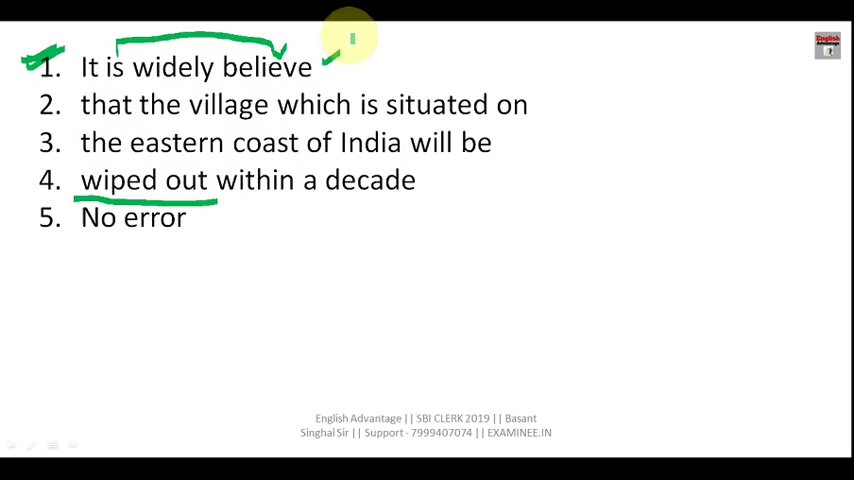 English
Advantage
1. It is widely believe
2. that the village which is situated on
3. the eastern coast of India will be
4. wiped out within a decade
5. No error
English Advantage || SBI CLERK 2019 || Basant
Singhal Sir || Support - 7999407074 || EXAMINEE.IN